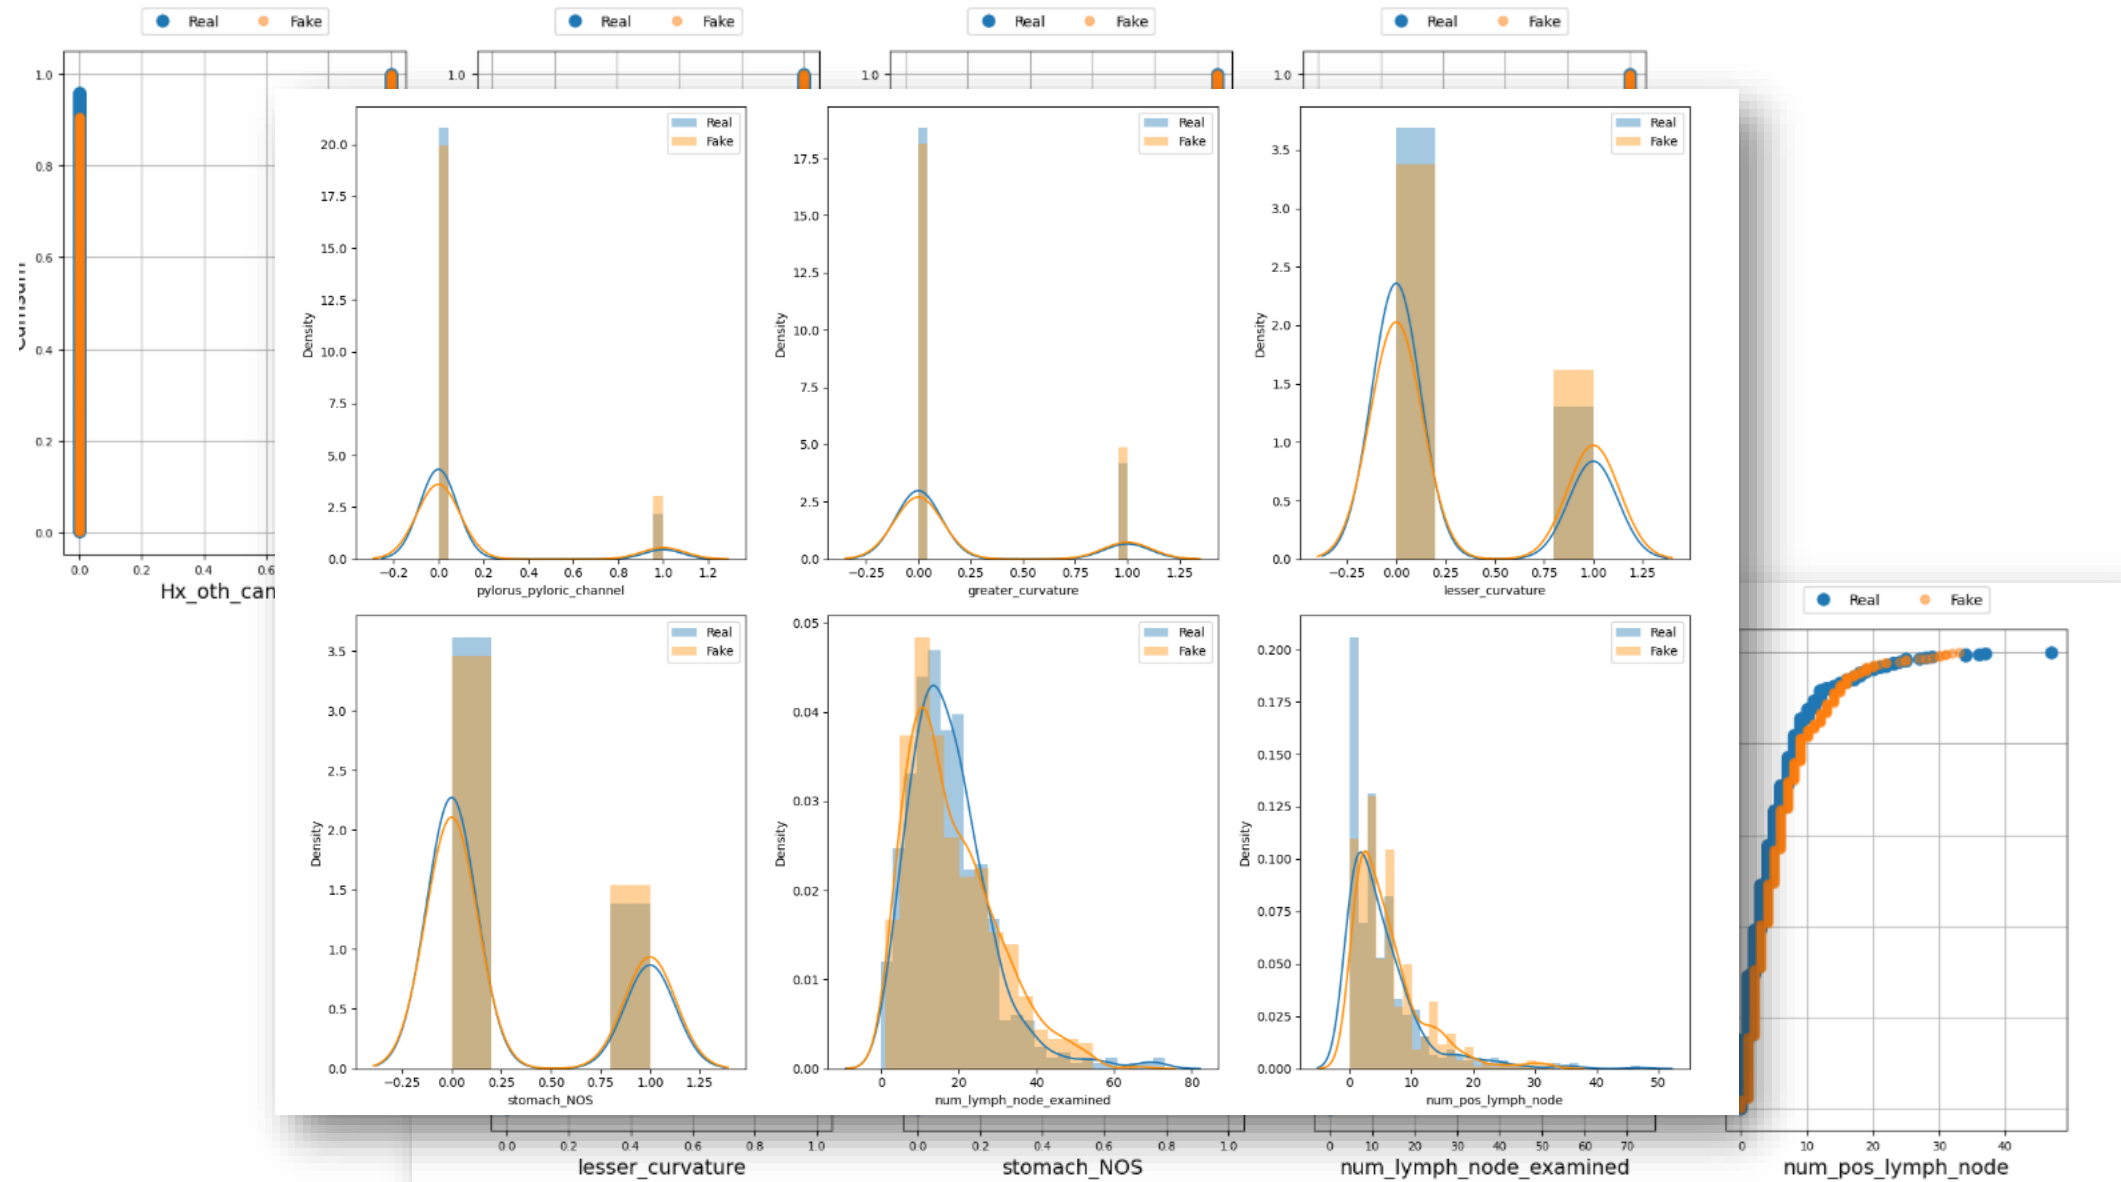 Real Fake
Real Fake
Real Fake
Real Fake
1.0
0.8
0.6
0.4
0.2
0.0
0.0 0.2 0.4 0.6
Hx_oth_can
1.0
1.0
1.0
Real
Fake
20.0
17.5
15.0
12.5
10.0
7.5
5.0
2.5
0.0
Density
−0.2 0.0 0.2 0.4 0.6 0.8 1.0 1.2
pylorus_pyloric_channel
Real
Fake
17.5
15.0
12.5
10.0
7.5
5.0
2.5
0.0
Density
−0.25 0.00 0.25 0.50 0.75 1.00 1.25
greater_curvature
Real
Fake
3.5
3.0
2.5
2.0
1.5
1.0
0.5
0.0
Density
−0.25 0.00 0.25 0.50 0.75 1.00 1.25
lesser_curvature
Real
Fake
3.5
3.0
2.5
2.0
1.5
1.0
0.5
0.0
Density
−0.25 0.00 0.25 0.50 0.75 1.00 1.25
stomach_NOS
Real
Fake
0.05
0.04
0.03
0.02
0.01
0.00
Density
0 20 40 60 80
num_lymph_node_examined
Real
Fake
0.200
0.175
0.150
0.125
0.100
0.075
0.050
0.025
0.000
Density
0 10 20 30 40 50
num_pos_lymph_node
Real Fake
0.0 0.2 0.4 0.6 0.8 1.0
lesser_curvature
0.0 0.2 0.4 0.6 0.8 1.0
stomach_NOS
0 10 20 30 40 50 60 70
num_lymph_node_examined
0 10 20 30 40
num_pos_lymph_node